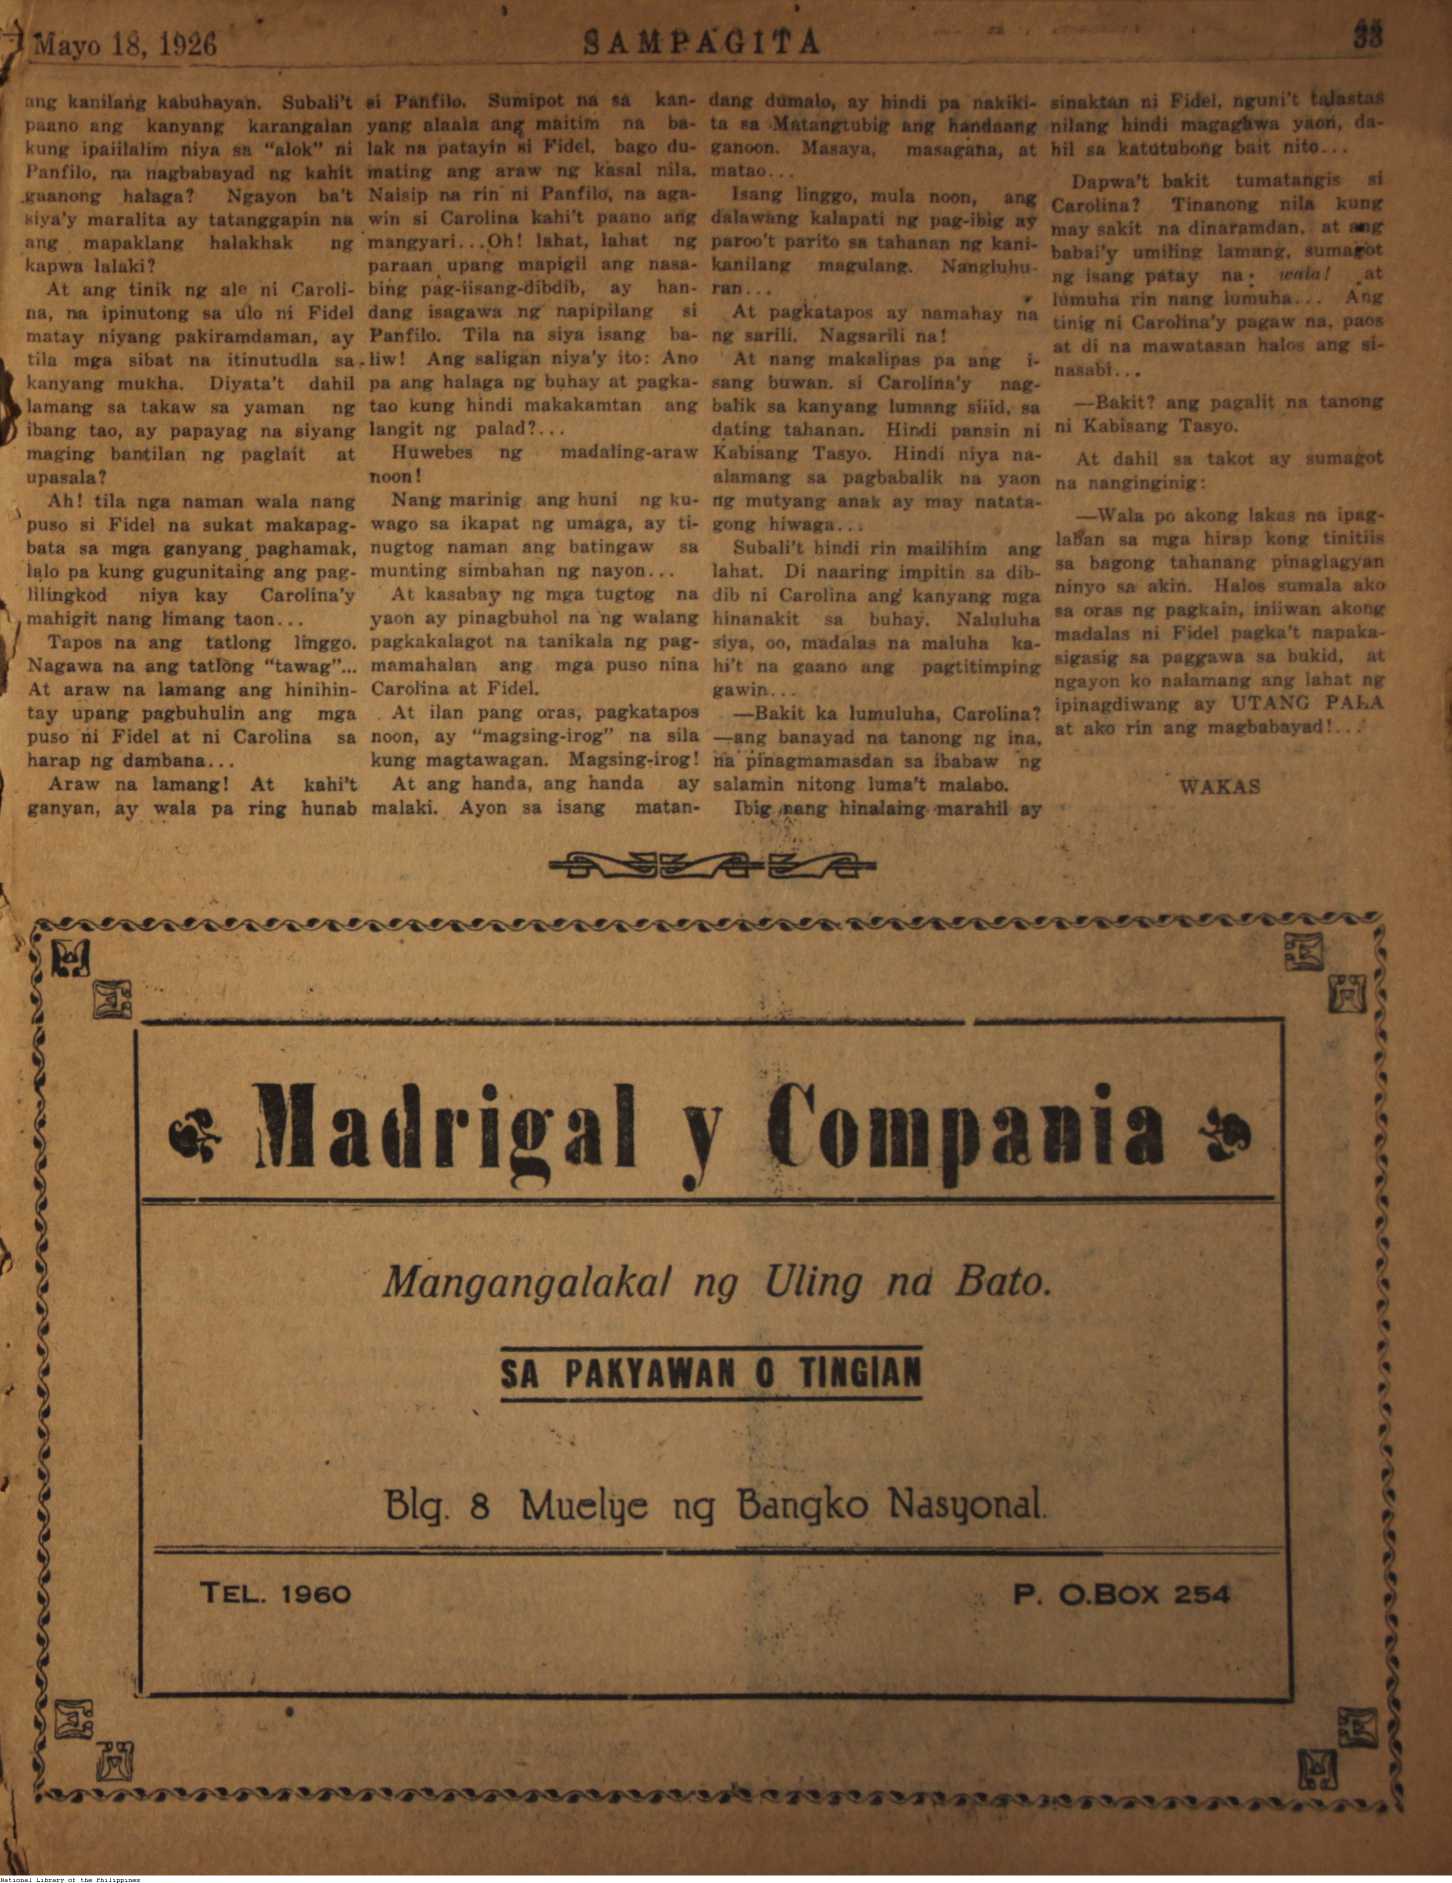 Mayo 18, 1926
SAMPAGITA
33
ang kanilang kabuhayan. Subali't
paano ang kanyang karangalan
kung ipaiilalim niya sa "alok" ni
Panfilo, na nagbabayad ng kahit
gaanong halaga? Ngayon ba't
siya'y maralita ay tatanggapin na
ang mapaklang halakhak ng
kapwa lalaki?
At ang tinik ng ale ni Caroli-
na, na ipinutong sa ulo ni Fidel
matay niyang pakiramdaman, ay
tila mga sibat na itinutudla sa
kanyang mukha. Diyata't dahil
lamang sa takaw sa yaman ng
ibang tao, ay papayag na siyang
maging bantilan ng paglait at
upasala?
Ah! tila nga naman wala nang
puso si Fidel na sukat makapag-
bata sa mga ganyang paghamak,
lalo pa kung gugunitaing ang pag-
lilingkod niya kay Carolina'y
mahigit nang limang taon...
Tapos na ang tatlong linggo.
Nagawa na ang tatlong "tawag"...
At araw na lamang ang hinihin-
tay upang pagbuhulin ang mga
puso ni Fidel at ni Carolina sa
harap ng dambana...
Araw na lamang! At kahi't
ganyan, ay wala pa ring hunab
si Panfilo. Sumipot na sa kan-
yang alaala ang maitim na ba-
lak na patayin si Fidel, bago du-
mating ang araw ng kasal nila.
Naisip na rin ni Panfilo, na aga-
win si Carolina kahi't paano ang
mangyari...Oh! lahat, lahat ng
paraan upang mapigil ang nasa-
bing pag-iisang-dibdib, ay han-
dang isagawa ng napipilang si
Panfilo. Tila na siya isang ba-
liw! Ang saligan niya'y ito: Ano
pa ang halaga ng buhay at pagka-
tao kung hindi makakamtan ang
langit ng palad?...
Huwebes ng madaling-araw
noon!
Nang marinig ang huni ng ku-
wago sa ikapat ng umaga, ay ti-
nugtog naman ang batingaw sa
munting simbahan ng nayon...
At kasabay ng mga tugtog na
yaon ay pinagbuhol na ng walang
pagkakalagot na tanikala ng pag-
mamahalan ang mga puso nina
Carolina at Fidel.
At ilan pang oras, pagkatapos
noon, ay "magsing-irog" na sila
kung magtawagan. Magsing-irog!
At ang handa, ang handa ay
malaki. Ayon sa isang matan-
dang dumalo, ay hindi pa nakiki-
ta sa Matangtubig ang handaang
ganoon. Masaya, masagana, at
matao...
Isang linggo, mula noon, ang
dalawang kalapati ng pag-ibig ay
paroo't parito sa tahanan ng kani-
kanilang magulang. Nangluhu-
ran...
At pagkatapos ay namahay na
ng sarili. Nagsarili na!
At nang makalipas pa ang i-
sang buwan. si Carolina'y nag-
balik sa kanyang lumang silid, sa
dating tahanan. Hindi pansin ni
Kabisang Tasyo. Hindi niya na-
alamang sa pagbabalik na yaon
ng mutyang anak ay may natata-
gong hiwaga...
Subali't hindi rin mailihim ang
lahat. Di naaring impitin sa dib-
dib ni Carolina ang kanyang mga
hinanakit sa buhay. Naluluha
siya, oo, madalas na maluha ka-
hi't na gaano ang pagtitimping
gawin...
—Bakit ka lumuluha, Carolina?
—ang banayad na tanong ng ina,
na pinagmamasdan sa ibabaw ng
salamin nitong luma't malabo.
Ibig nang hinalaing marahil ay
sinaktan ni Fidel, nguni't talastas
nilang hindi magagawa yaon, da-
hil sa katutubong bait nito...
Dapwa't bakit tumatangis si
Carolina? Tinanong nila kung
may sakit na dinaramdan, at ang
babai'y umiling lamang, sumagot
ng isang patay na: wala! at
lumuha rin nang lumuha... Ang
tinig ni Carolina'y pagaw na, paos
at di na mawatasan halos ang si-
nasabi...
—Bakit? ang pagalit na tanong
ni Kabisang Tasyo.
At dahil sa takot ay sumagot
na nanginginig:
—Wala po akong lakas na ipag-
laban sa mga hirap kong tinitiis
sa bagong tahanang pinaglagyan
ninyo sa akin. Halos sumala ako
sa oras ng pagkain, iniiwan akong
madalas ni Fidel pagka't napaka-
sigasig sa paggawa sa bukid, at
ngayon ko nalamang ang lahat ng
ipinagdiwang ay UTANG PALA
at ako rin ang magbabayad!...
WAKAS
Madrigal y Compania
Mangangalakal ng Uling na Bato.
SA PAKYAWAN O TINGIAN
Blg. 8 Muelye ng Bangko Nasyonal.
TEL. 1960
P. O.BOX 254
National Library of the Philippines